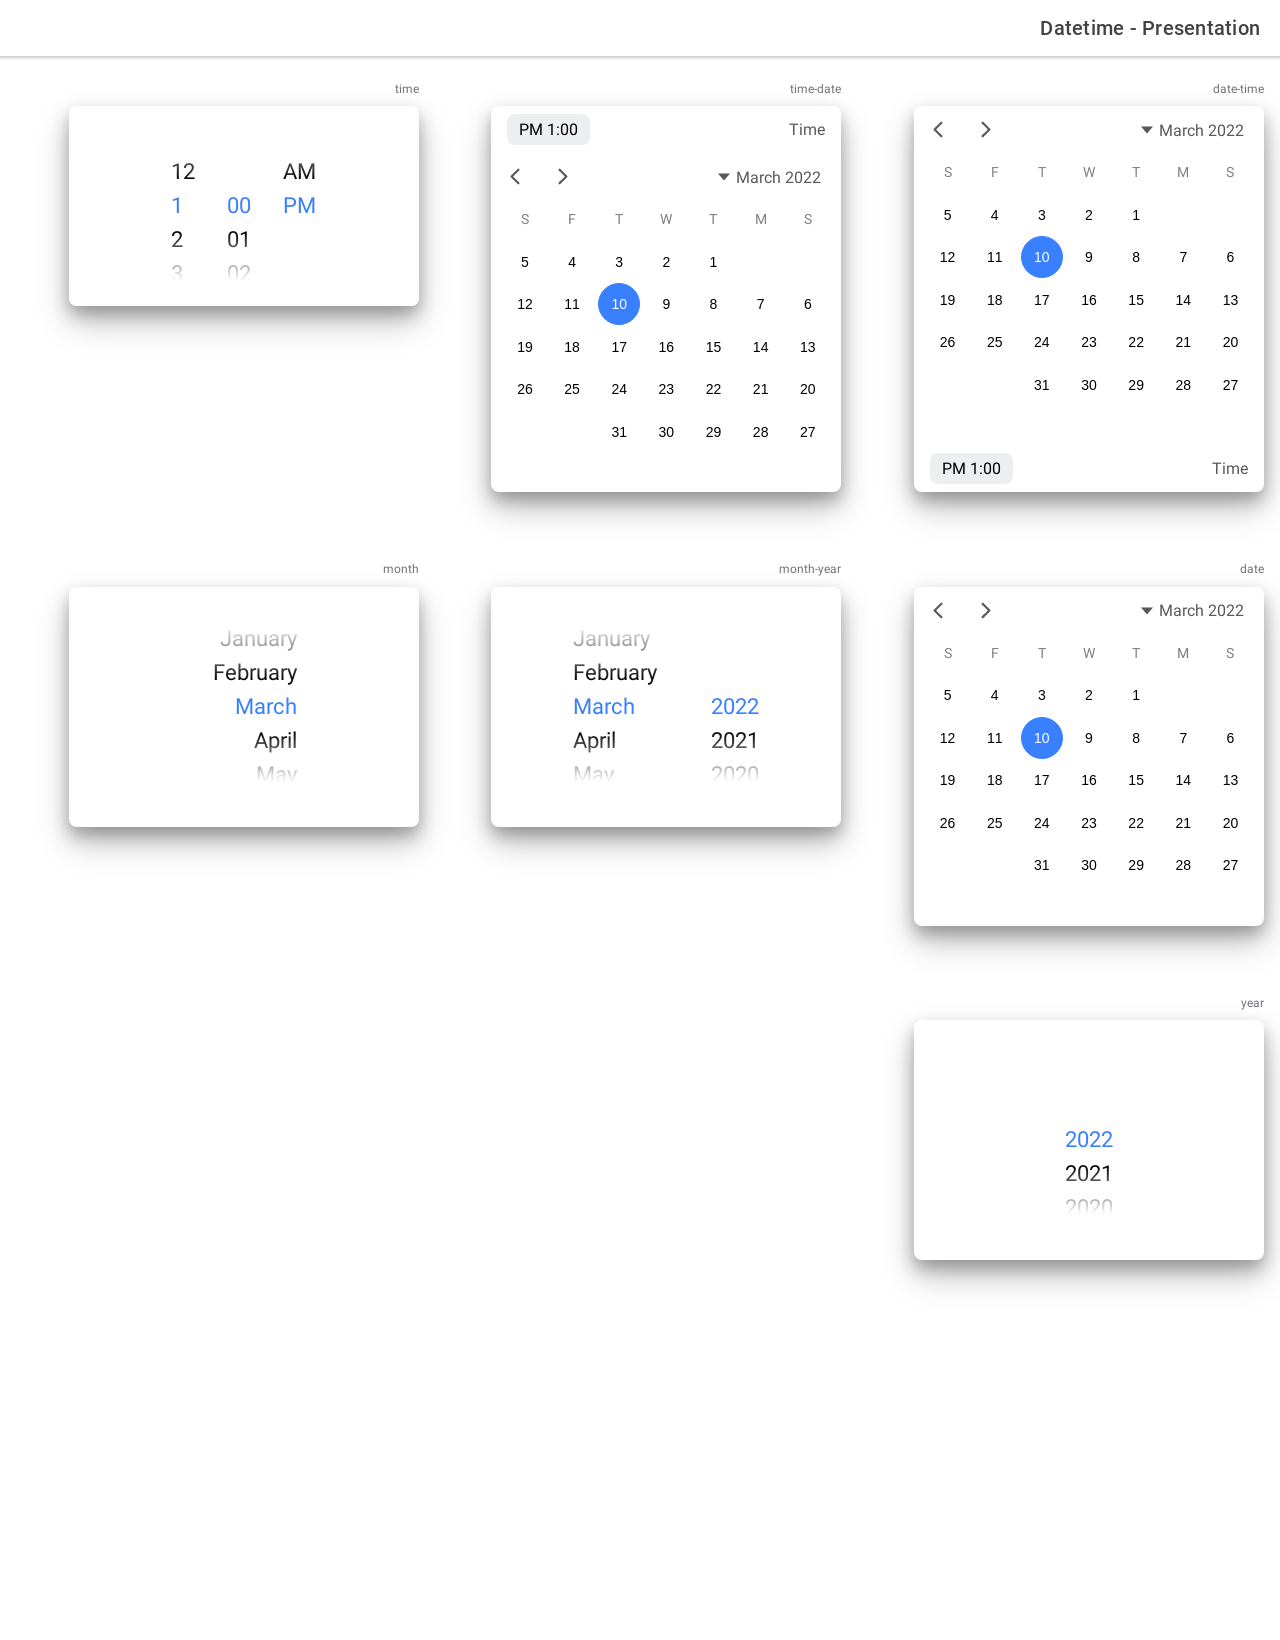 Datetime - Presentation
date-time
March 2022
S F T W T M S
5 4 3 2 1
12 11 10 9 8 7 6
19 18 17 16 15 14 13
26 25 24 23 22 21 20
31 30 29 28 27
PM 1:00 Time
time-date
PM 1:00 Time
March 2022
S F T W T M S
5 4 3 2 1
12 11 10 9 8 7 6
19 18 17 16 15 14 13
26 25 24 23 22 21 20
31 30 29 28 27
time
12 AM
1 00 PM
2 01
3 02
date
March 2022
S F T W T M S
5 4 3 2 1
12 11 10 9 8 7 6
19 18 17 16 15 14 13
26 25 24 23 22 21 20
31 30 29 28 27
month-year
January
February
March 2022
April 2021
May 2020
month
January
February
March
April
May
year
2022
2021
2020